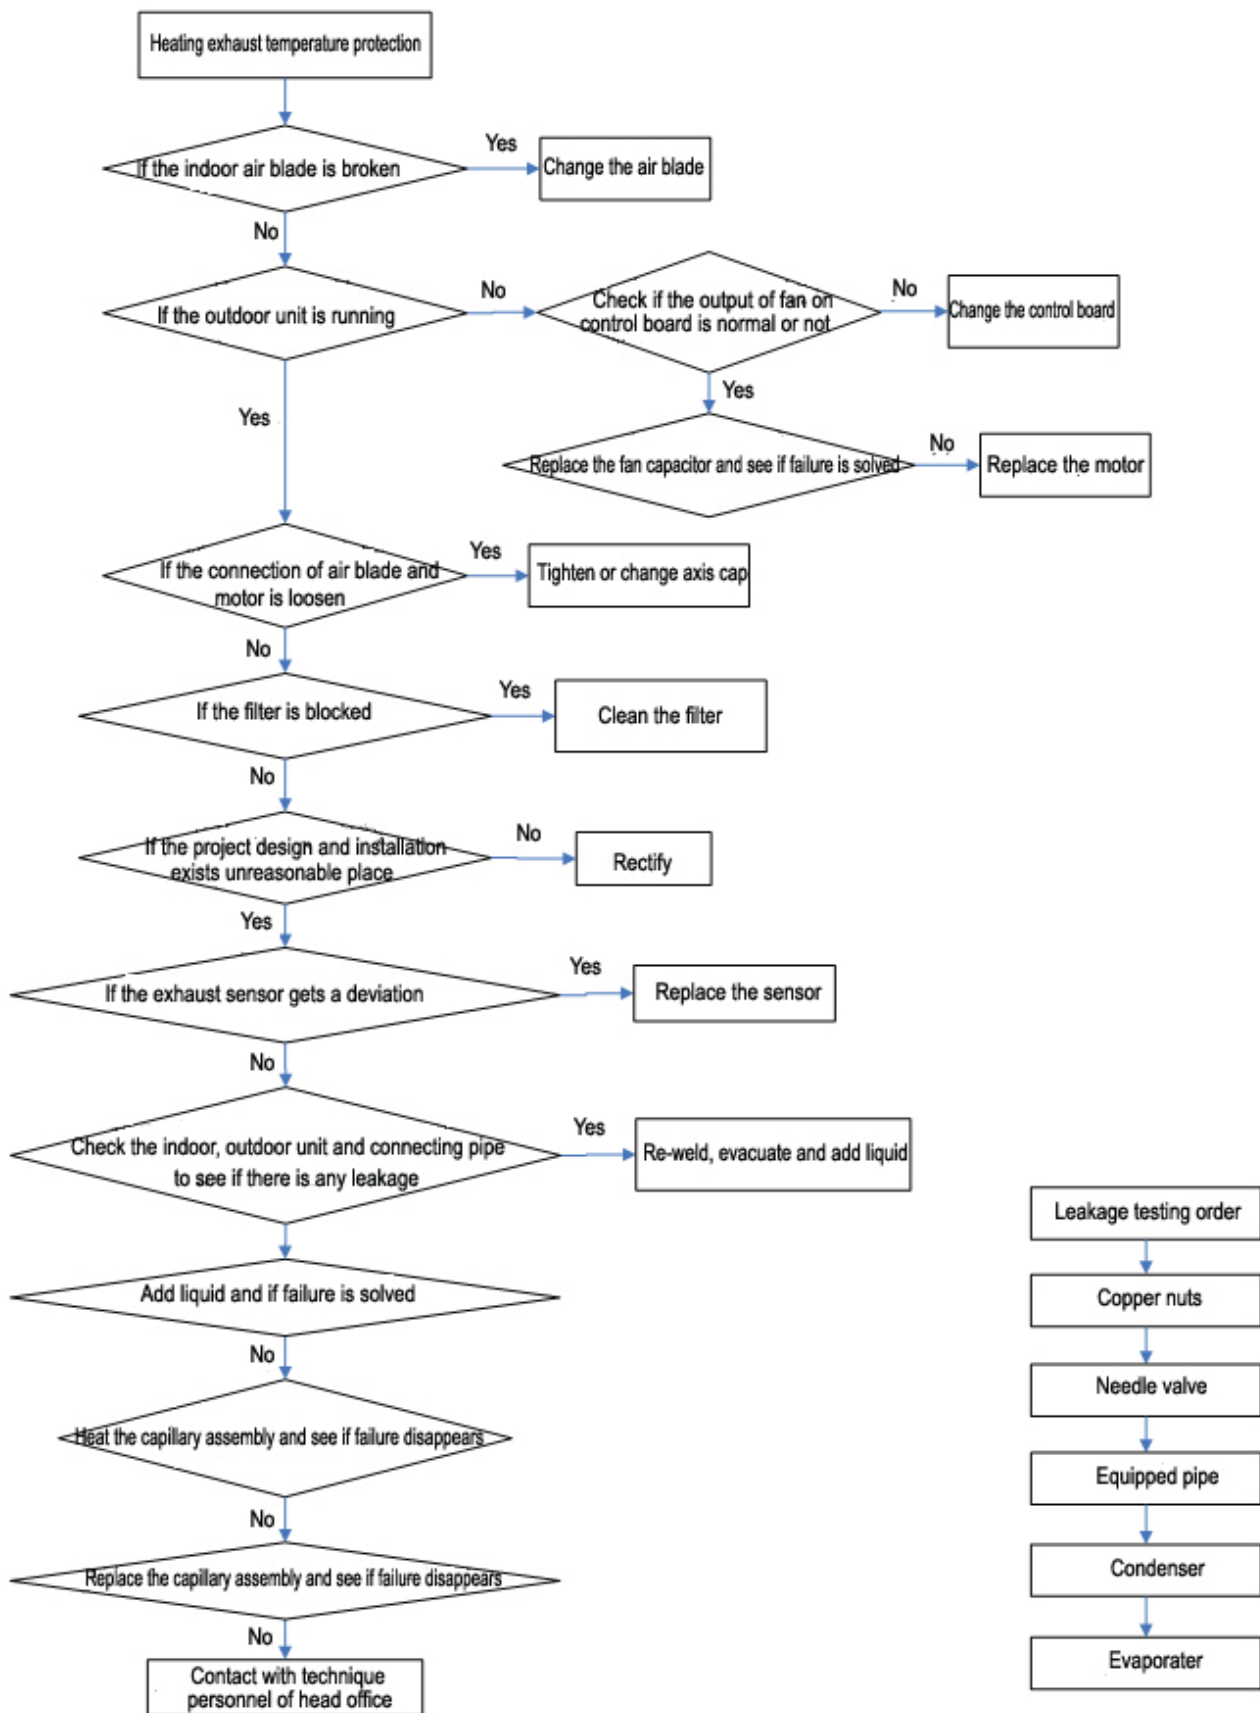 Heating exhaust temperature protection
If the indoor air blade is broken
Yes
Change the air blade
No
If the outdoor unit is running
No
Check if the output of fan on
control board is normal or not
No
Change the control board
Yes
Yes
Replace the fan capacitor and see if failure is solved
No
Replace the motor
If the connection of air blade and
motor is loosen
Yes
Tighten or change axis cap
No
If the filter is blocked
Yes
Clean the filter
No
If the project design and installation
exists unreasonable place
No
Rectify
Yes
If the exhaust sensor gets a deviation
Yes
Replace the sensor
No
Check the indoor, outdoor unit and connecting pipe
to see if there is any leakage
Yes
Re-weld, evacuate and add liquid
Add liquid and if failure is solved
No
Heat the capillary assembly and see if failure disappears
No
Replace the capillary assembly and see if failure disappears
No
Contact with technique
personnel of head office
Leakage testing order
Copper nuts
Needle valve
Equipped pipe
Condenser
Evaporater